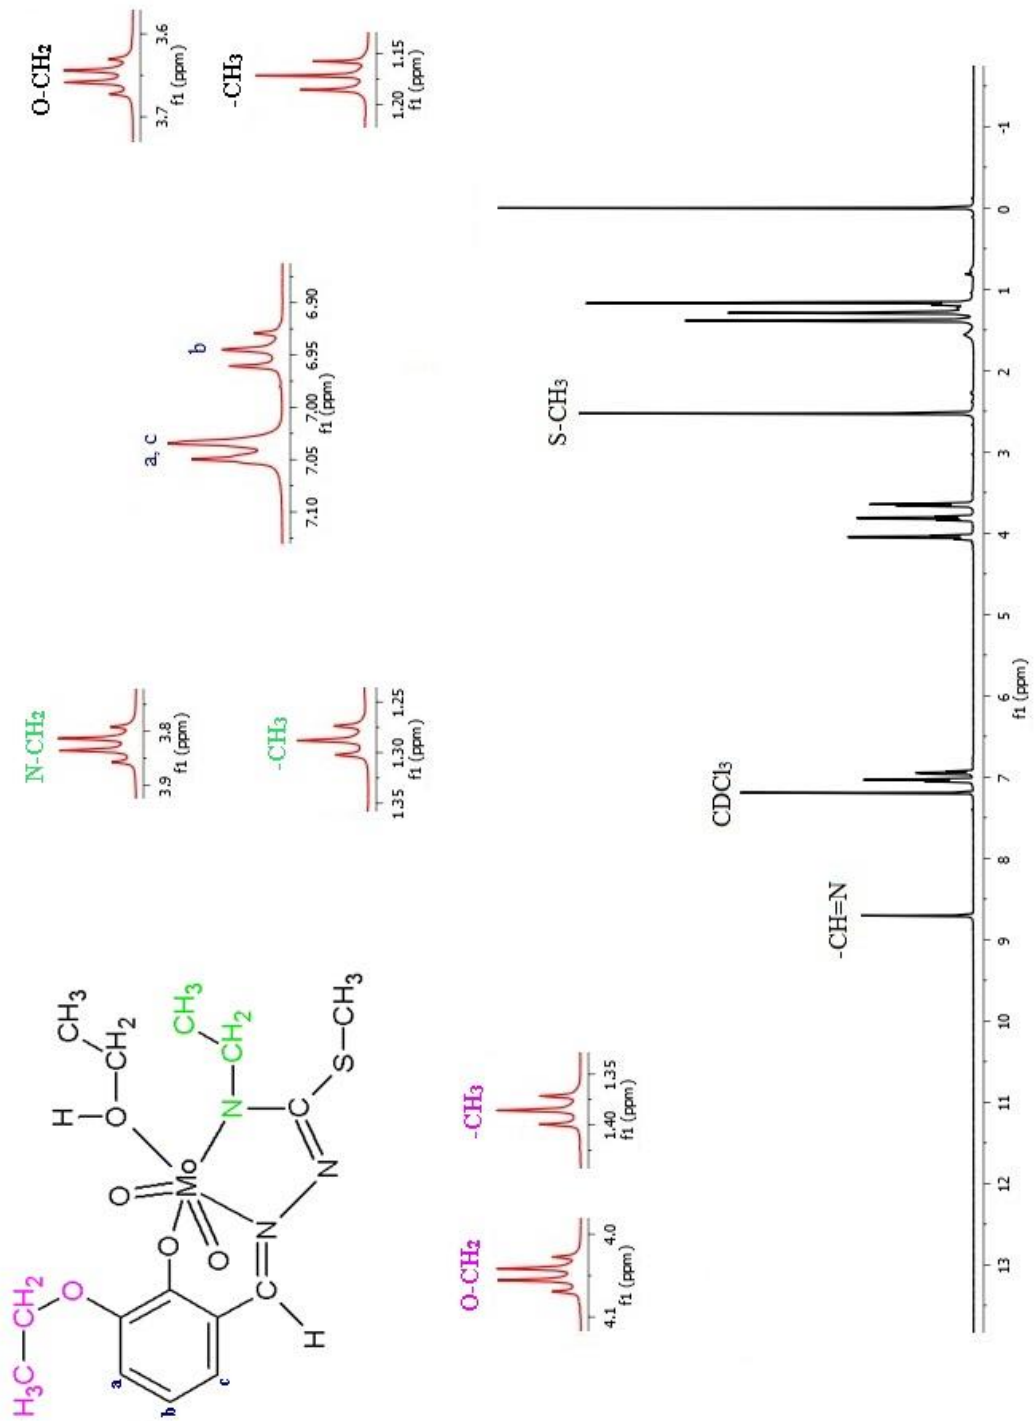 H₃C
CH₂
O
O
O
O
Mo
H
O
CH₂
CH₃
N
CH₂
CH₃
C
H
N
N
C
S
CH₃
a
b
c
N-CH₂
3.9
3.8
f1 (ppm)
-CH₃
1.35
1.30
1.25
f1 (ppm)
a, c
b
7.10
7.05
7.00
6.95
6.90
f1 (ppm)
O-CH₂
3.7
3.6
f1 (ppm)
-CH₃
1.20
1.15
f1 (ppm)
O-CH₂
4.1
4.0
f1 (ppm)
-CH₃
1.40
1.35
f1 (ppm)
-CH=N
CDCl₃
S-CH₃
13
12
11
10
9
8
7
6
5
4
3
2
1
0
-1
f1 (ppm)